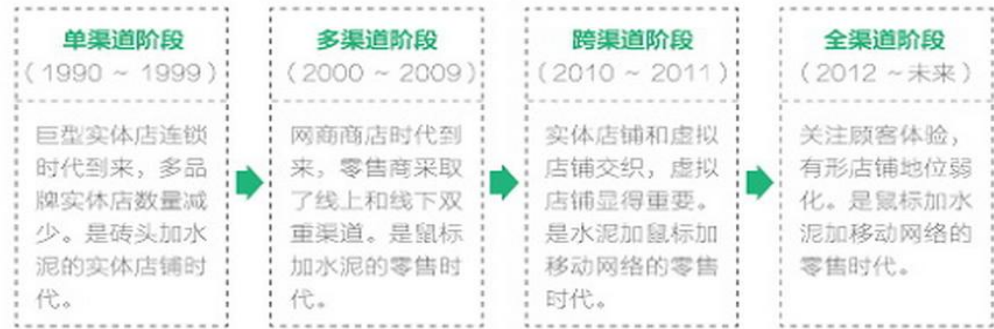 单渠道阶段
（1990 ~ 1999）
巨型实体店连锁
时代到来，多品
牌实体店数量减
少。是砖头加水
泥的实体店铺时
代。
多渠道阶段
（2000 ~ 2009）
网商商店时代到
来，零售商采取
了线上和线下双
重渠道。是鼠标
加水泥的零售时
代。
跨渠道阶段
（2010 ~ 2011）
实体店铺和虚拟
店铺交织，虚拟
店铺显得重要。
是水泥加鼠标加
移动网络的零售
时代。
全渠道阶段
（2012 ~未来）
关注顾客体验，
有形店铺地位弱
化。是鼠标加水
泥加移动网络的
零售时代。